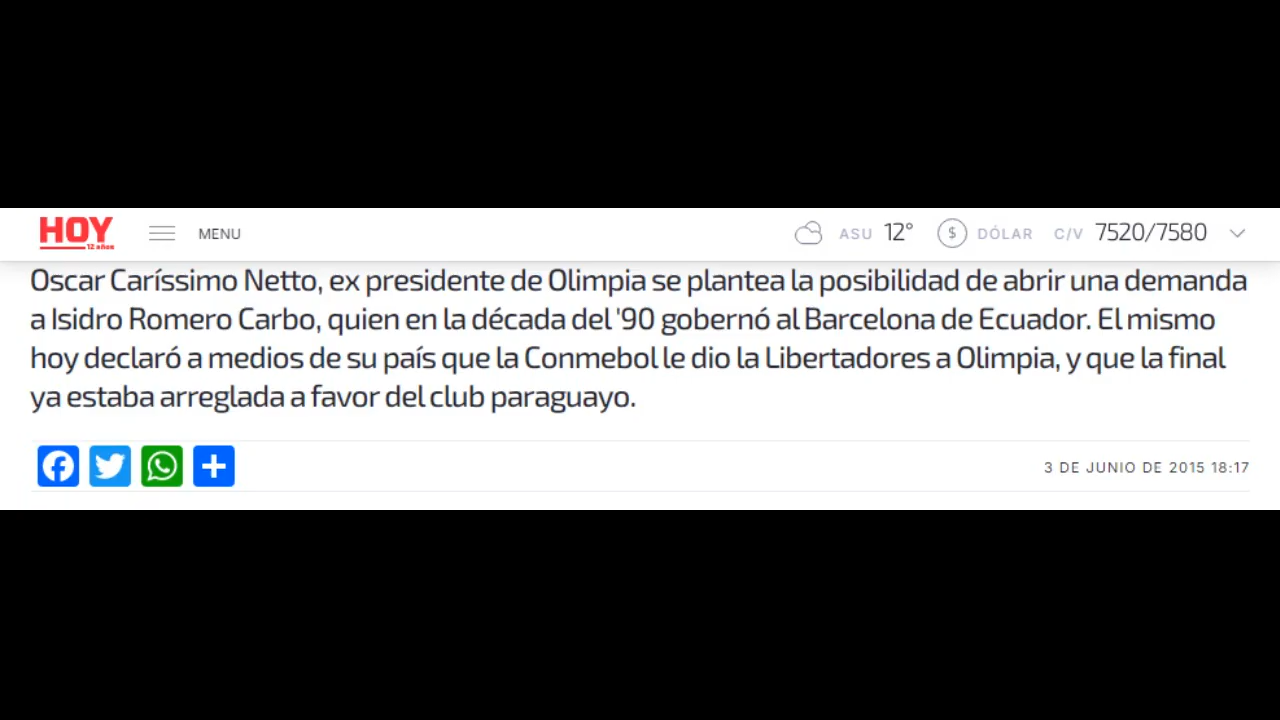 HOY
12 años
MENU
ASU 12° $ DÓLAR C/V 7520/7580
Oscar Caríssimo Netto, ex presidente de Olimpia se plantea la posibilidad de abrir una demanda
a Isidro Romero Carbo, quien en la década del '90 gobernó al Barcelona de Ecuador. El mismo
hoy declaró a medios de su país que la Conmebol le dio la Libertadores a Olimpia, y que la final
ya estaba arreglada a favor del club paraguayo.
3 DE JUNIO DE 2015 18:17